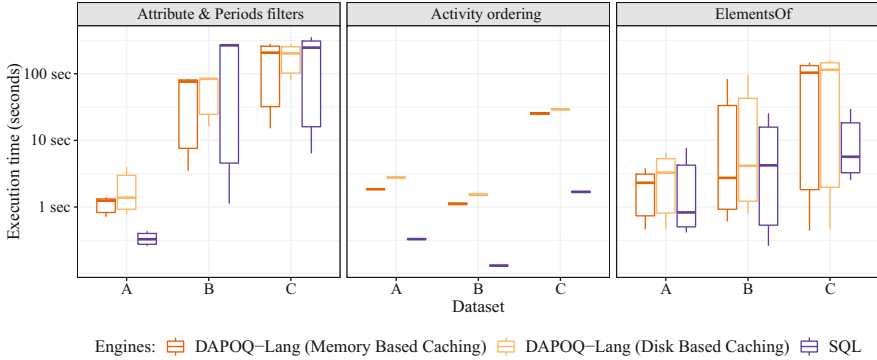 Attribute & Periods filters
Activity ordering
ElementsOf
Execution time (seconds)
100 sec
10 sec
1 sec
A B C
A B C
A B C
Dataset
Engines: DAPOQ−Lang (Memory Based Caching) DAPOQ−Lang (Disk Based Caching) SQL